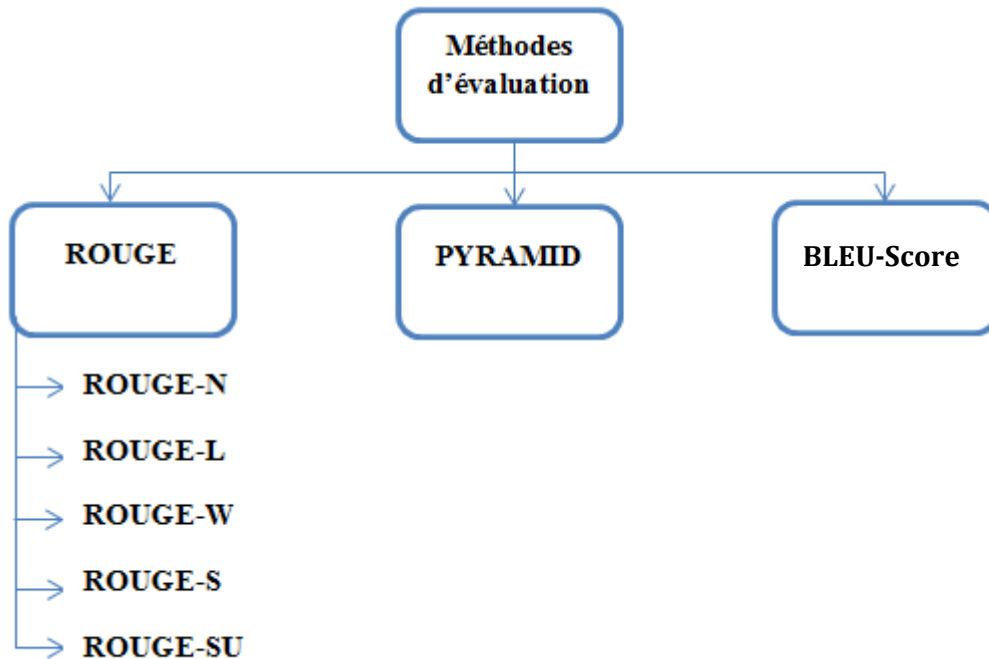 Méthodes
d’évaluation
ROUGE
PYRAMID
BLEU-Score
ROUGE-N
ROUGE-L
ROUGE-W
ROUGE-S
ROUGE-SU